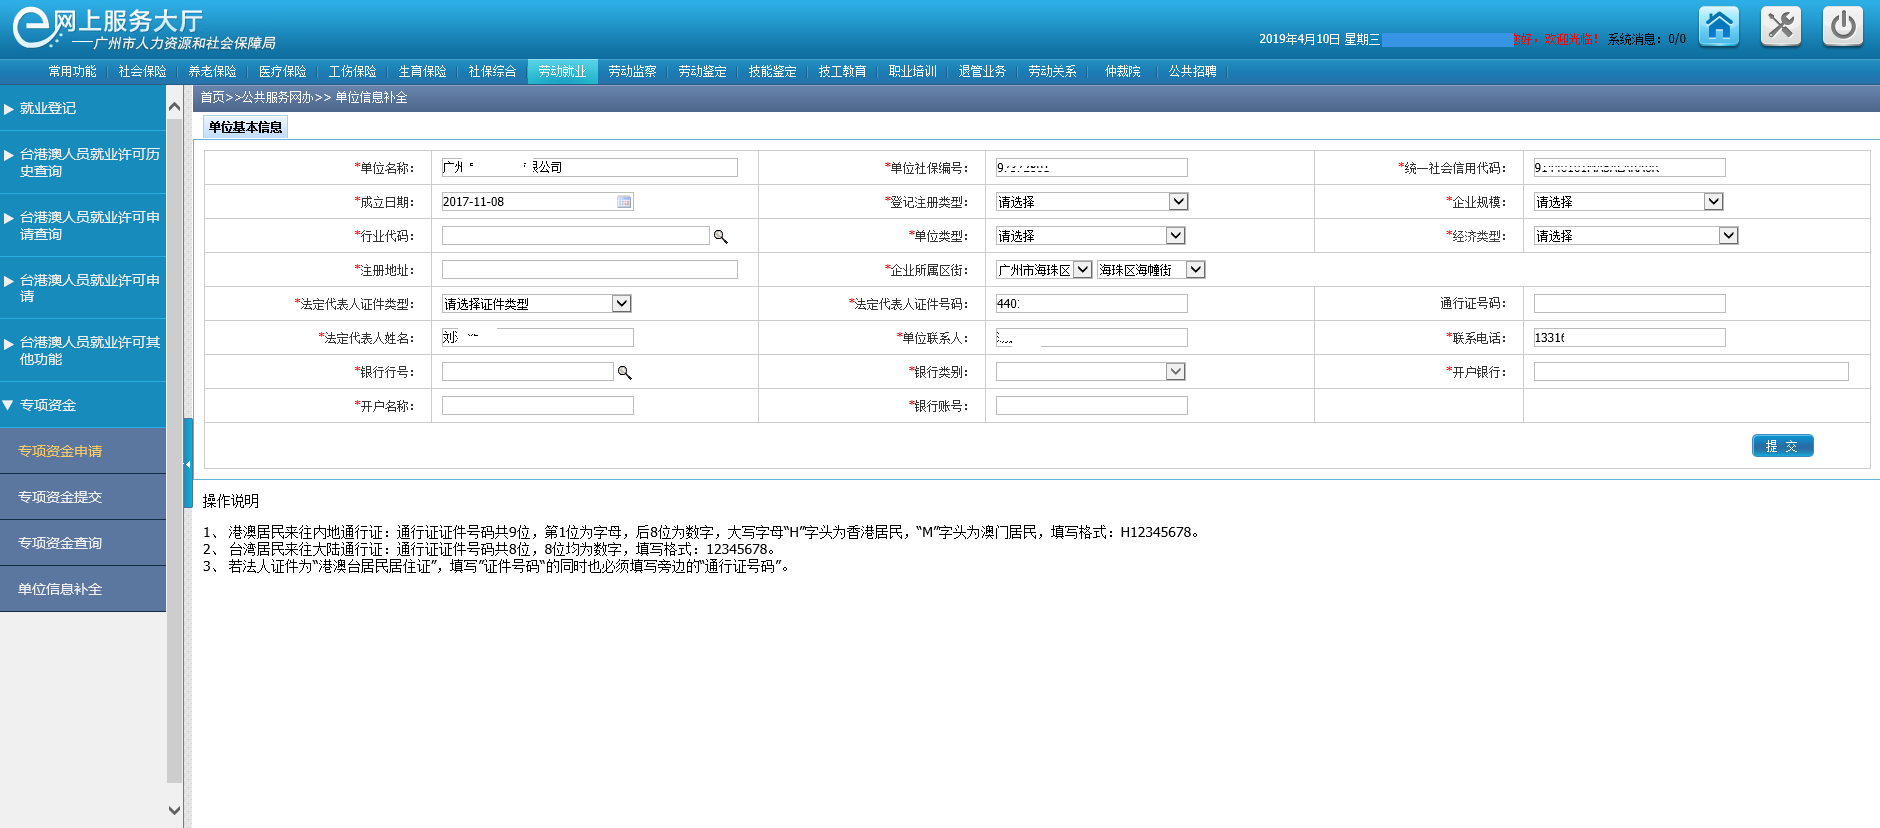 网上服务大厅
——广州市人力资源和社会保障局
2019年4月10日 星期三 您好，欢迎光临! 系统消息：0/0
常用功能 社会保险 养老保险 医疗保险 工伤保险 生育保险 社保综合 劳动就业 劳动监察 劳动鉴定 技能鉴定 技工教育 职业培训 退管业务 劳动关系 仲裁院 公共招聘
就业登记
台港澳人员就业许可历
史查询
台港澳人员就业许可申
请查询
台港澳人员就业许可申
请
台港澳人员就业许可其
他功能
专项资金
专项资金申请
专项资金提交
专项资金查询
单位信息补全
首页>>公共服务网办>> 单位信息补全
单位基本信息
*单位名称： 广州 限公司 *单位社保编号： *统一社会信用代码：
*成立日期： 2017-11-08 *登记注册类型： 请选择 *企业规模： 请选择
*行业代码： *单位类型： 请选择 *经济类型： 请选择
*注册地址： *企业所属区街： 广州市海珠区 海珠区海幢街
*法定代表人证件类型： 请选择证件类型 *法定代表人证件号码： 440 通行证号码：
*法定代表人姓名： 刘 *单位联系人： *联系电话： 1331
*银行行号： *银行类别： *开户银行：
*开户名称： *银行账号：
提 交
操作说明
1、 港澳居民来往内地通行证：通行证证件号码共9位，第1位为字母，后8位为数字，大写字母“H”字头为香港居民，“M”字头为澳门居民，填写格式：H12345678。
2、 台湾居民来往大陆通行证：通行证证件号码共8位，8位均为数字，填写格式：12345678。
3、 若法人证件为“港澳台居民居住证”，填写”证件号码“的同时也必须填写旁边的“通行证号码”。